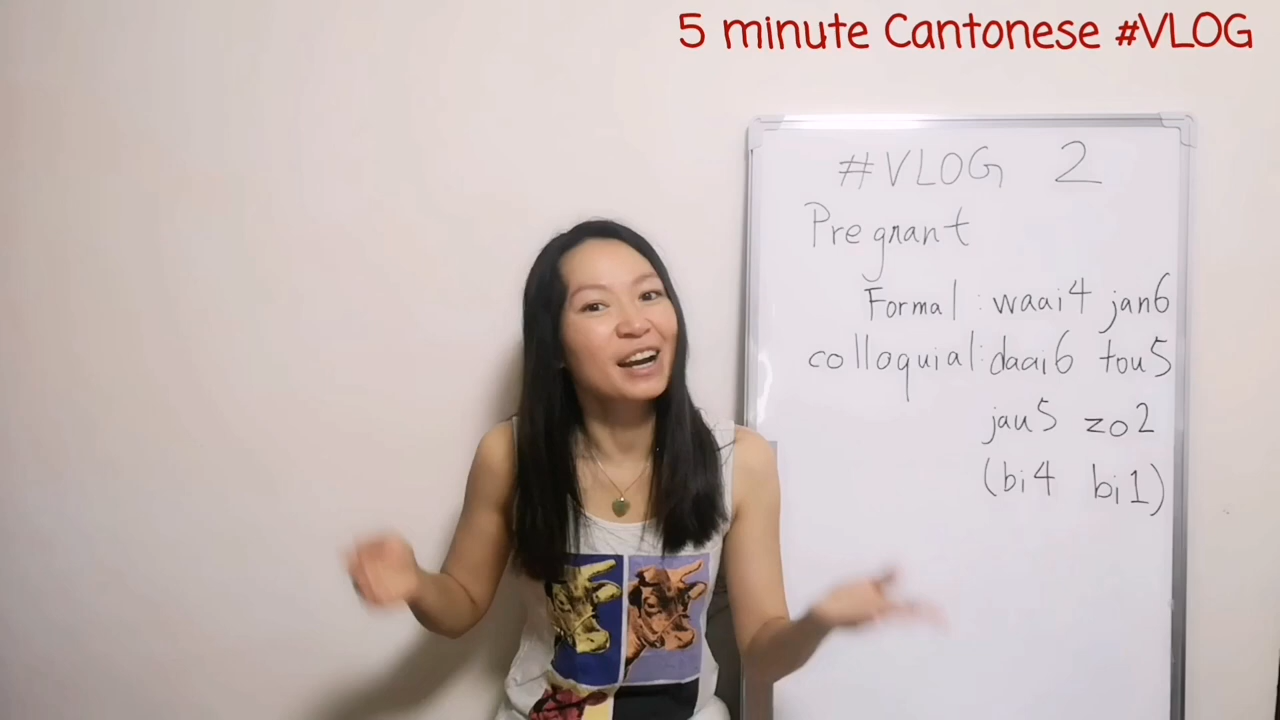 5 minute Cantonese #VLOG
#VLOG 2
Pregnant
Formal : waai4 jan6
colloquial: daai6 tou5
jau5 zo2
(bi4 bi1)